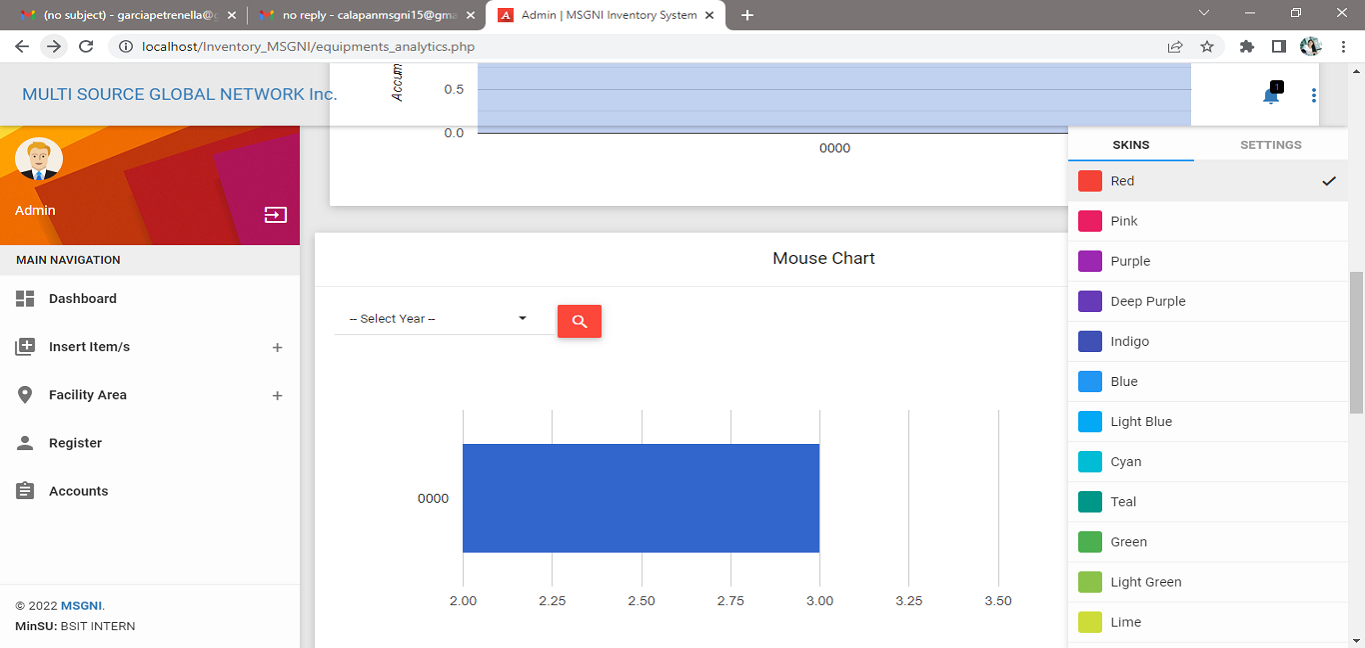 (no subject) - garciapetrenella@g
no reply - calapanmsgni15@gma
Admin | MSGNI Inventory System
localhost/Inventory_MSGNI/equipments_analytics.php
MULTI SOURCE GLOBAL NETWORK Inc.
1
Accum
0.5
0.0
0000
Admin
MAIN NAVIGATION
Dashboard
Insert Item/s
Facility Area
Register
Accounts
© 2022 MSGNI.
MinSU: BSIT INTERN
Mouse Chart
-- Select Year --
0000
2.00 2.25 2.50 2.75 3.00 3.25 3.50
SKINS SETTINGS
Red
Pink
Purple
Deep Purple
Indigo
Blue
Light Blue
Cyan
Teal
Green
Light Green
Lime